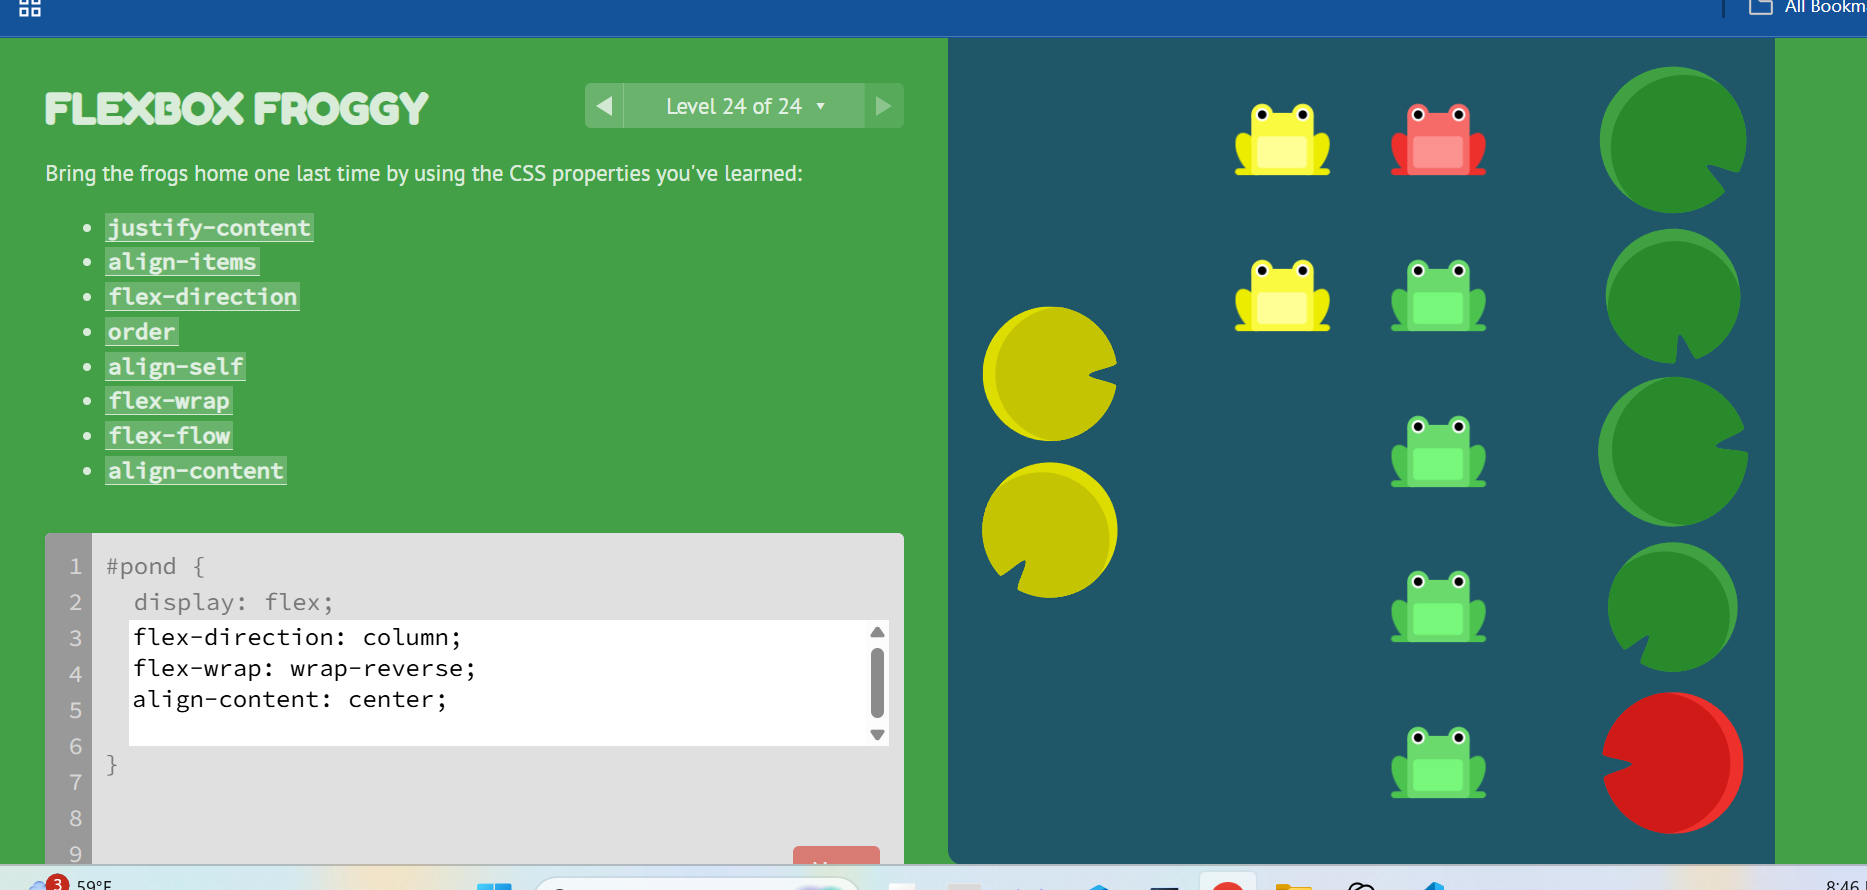 All Bookm
FLEXBOX FROGGY
Level 24 of 24
Bring the frogs home one last time by using the CSS properties you've learned:
justify-content
align-items
flex-direction
order
align-self
flex-wrap
flex-flow
align-content
1 #pond {
2 display: flex;
3 flex-direction: column;
4 flex-wrap: wrap-reverse;
5 align-content: center;
6 }
7
8
9
3 59°F
8:46